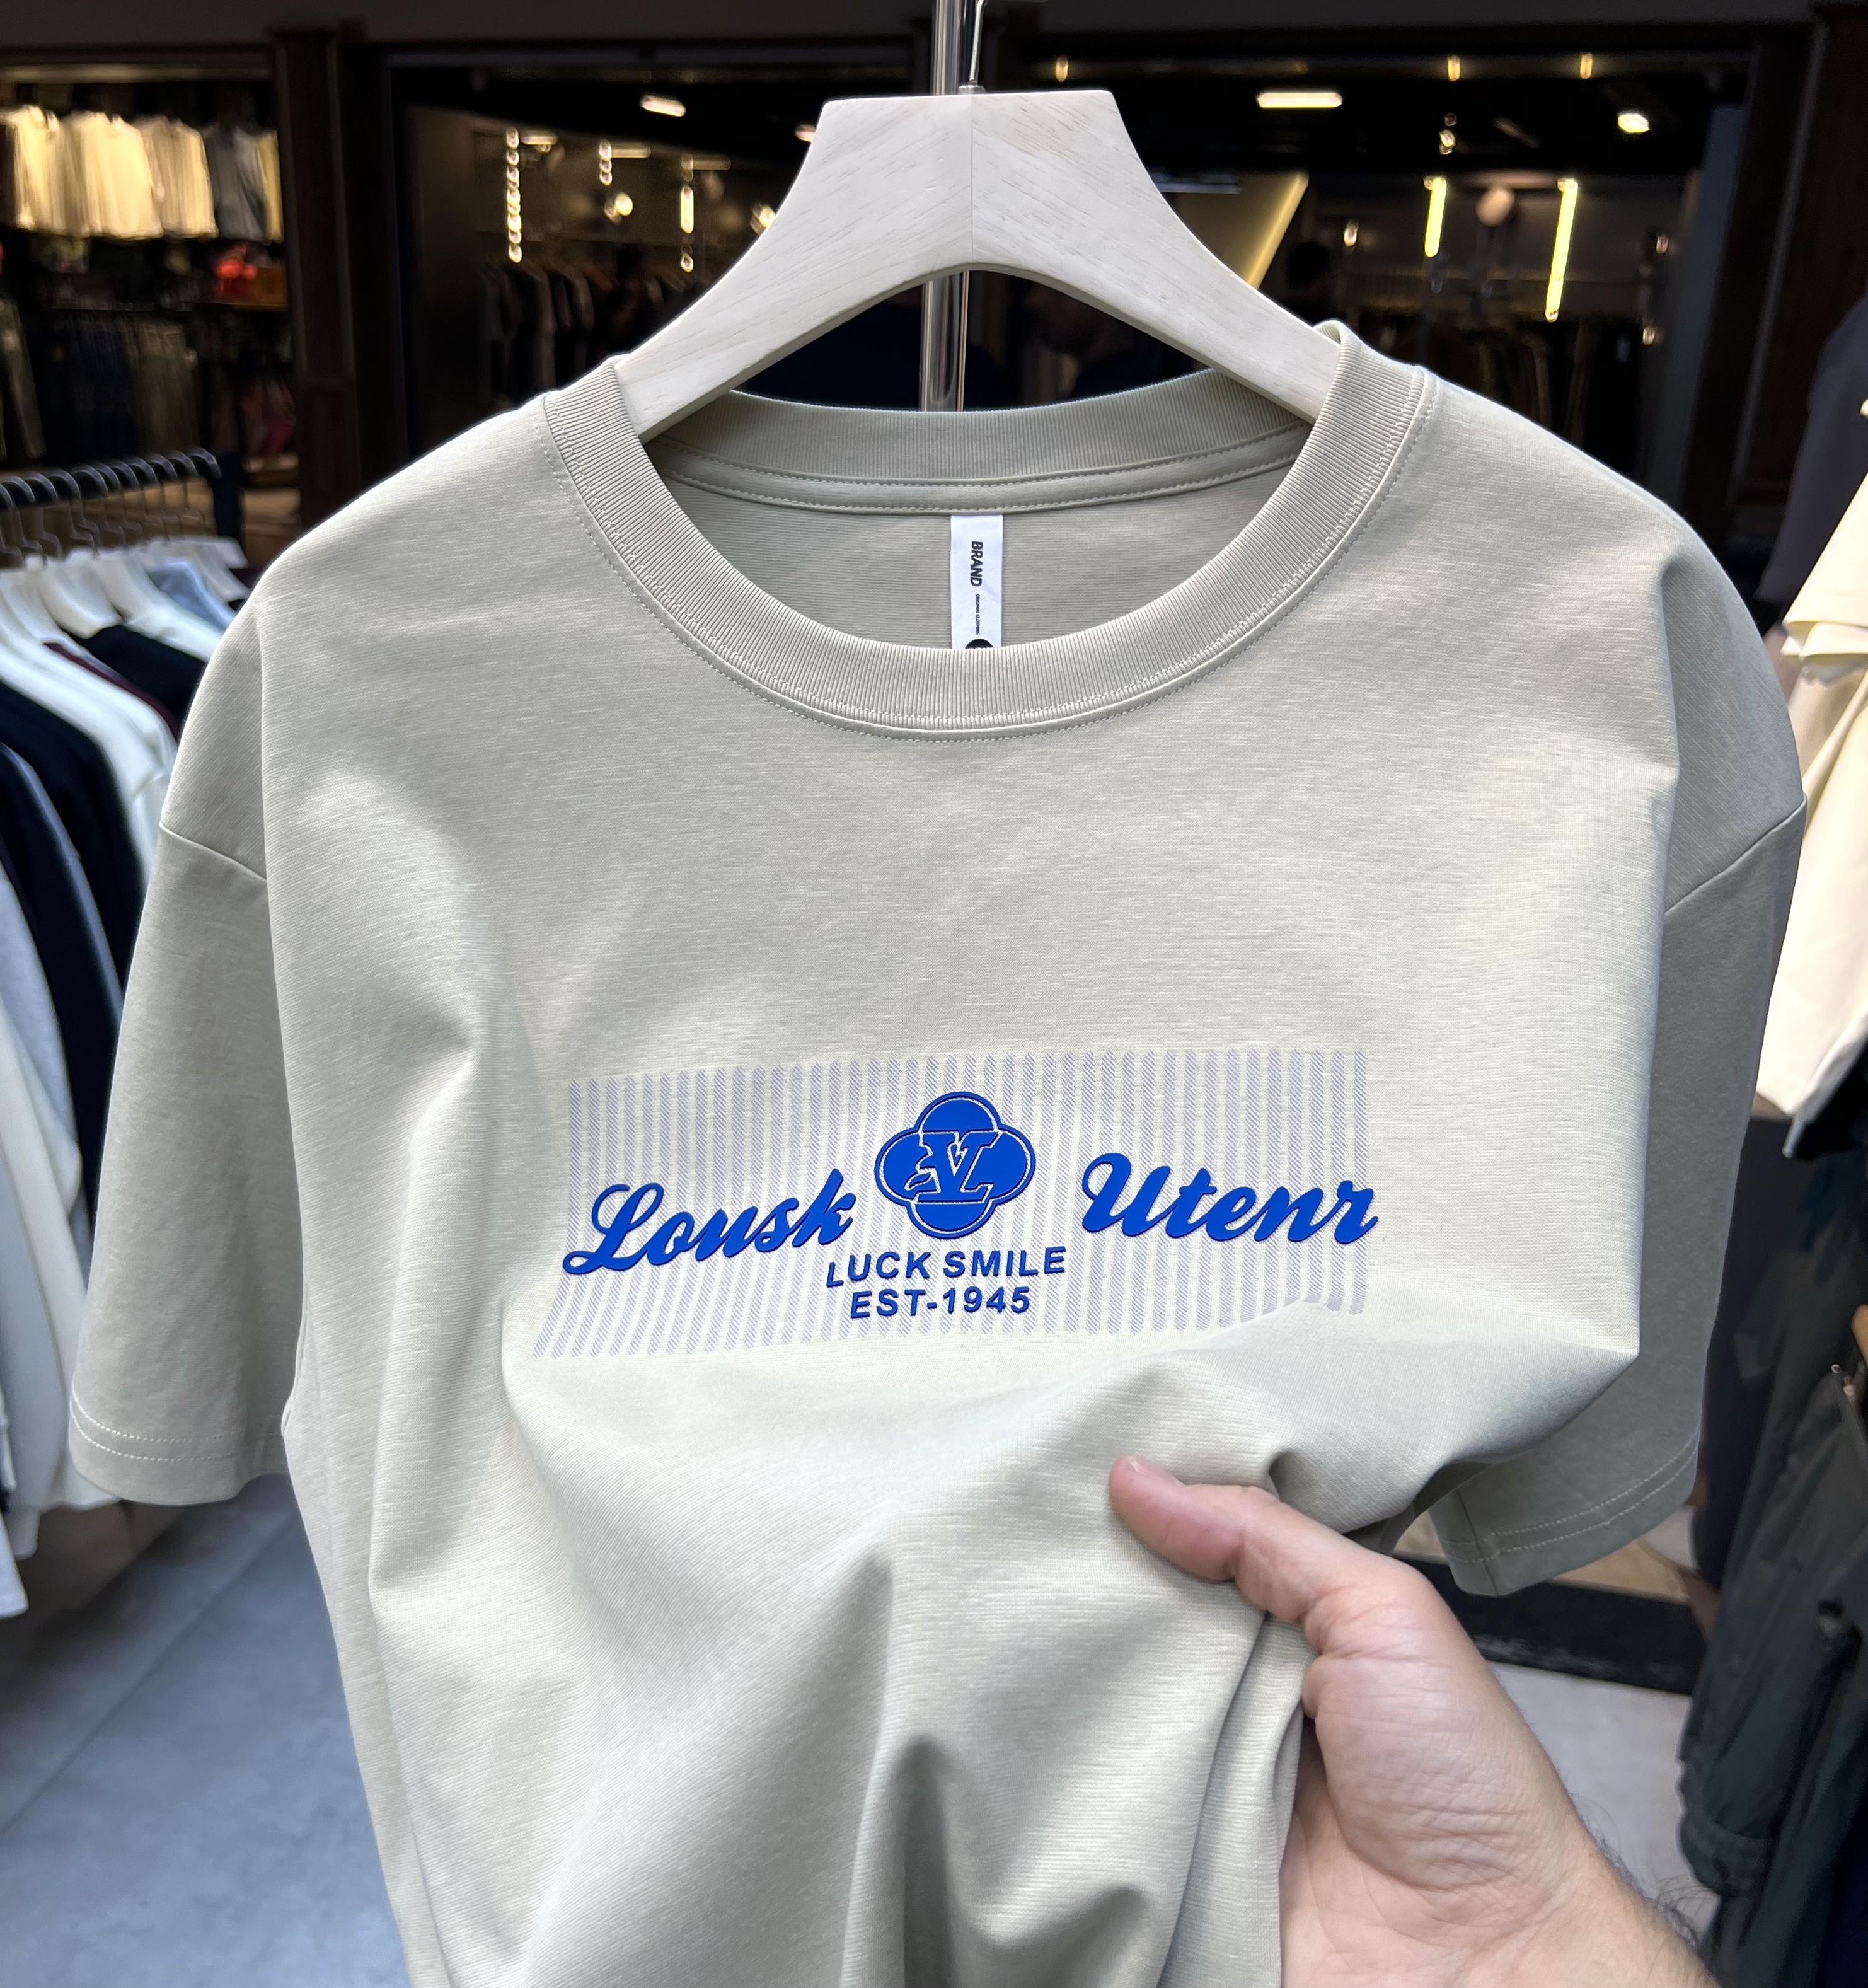 BRAND
Lousk Utenr
LUCK SMILE
EST-1945